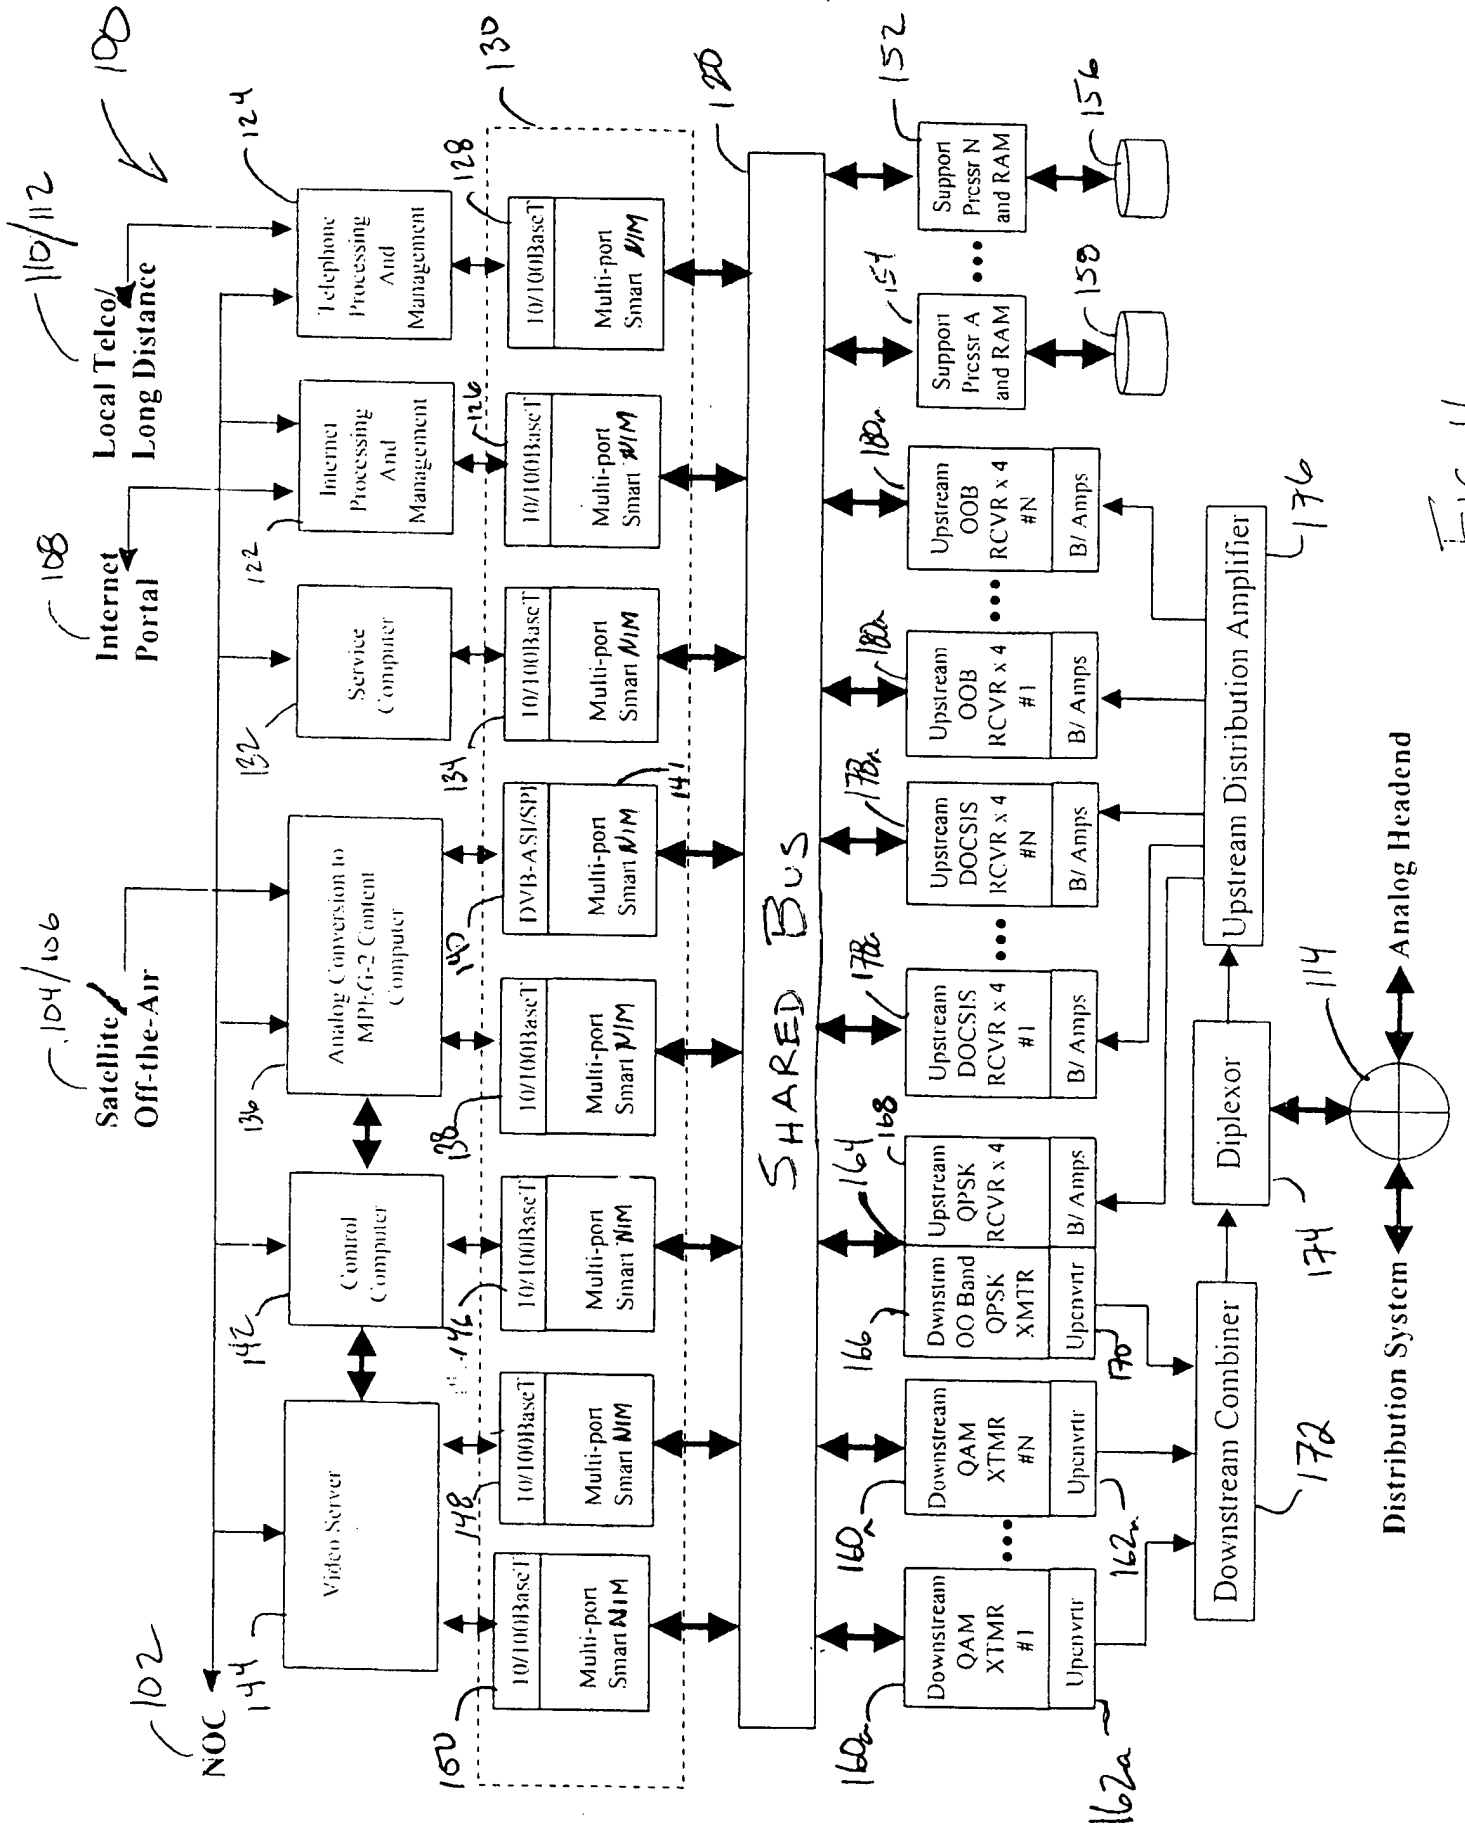 100
110/112
Local Telco/
Long Distance
108
Internet
Portal
104/106
Satellite/
Off-the-Air
102
NOC
124
Telephone
Processing
And
Management
122
Internet
Processing
And
Management
132
Service
Computer
136
Analog Conversion to
MPEG-2 Content
Computer
142
Control
Computer
144
Video Server
130
150
10/100BaseT
Multi-port
Smart NIM
148
10/100BaseT
Multi-port
Smart NIM
146
10/100BaseT
Multi-port
Smart NIM
138
10/100BaseT
Multi-port
Smart NIM
140
DVB-ASI/SPI
Multi-port
Smart NIM
141
134
10/100BaseT
Multi-port
Smart NIM
126
10/100BaseT
Multi-port
Smart NIM
128
10/100BaseT
Multi-port
Smart NIM
120
SHARED BUS
160a
Downstream
QAM
XTMR
#1
Upcnvrtr
162a
160n
Downstream
QAM
XTMR
#N
Upcnvrtr
162n
164
166
Dwnstrm
OO Band
QPSK
XMTR
Upcnvrtr
170
168
Upstream
QPSK
RCVR x 4
B/ Amps
178a
Upstream
DOCSIS
RCVR x 4
#1
B/ Amps
178n
Upstream
DOCSIS
RCVR x 4
#N
B/ Amps
180a
Upstream
OOB
RCVR x 4
#1
B/ Amps
180n
Upstream
OOB
RCVR x 4
#N
B/ Amps
154
Support
Prcssr A
and RAM
158
152
Support
Prcssr N
and RAM
156
Downstream Combiner
172
Diplexor
174
Upstream Distribution Amplifier
176
114
Distribution System
Analog Headend